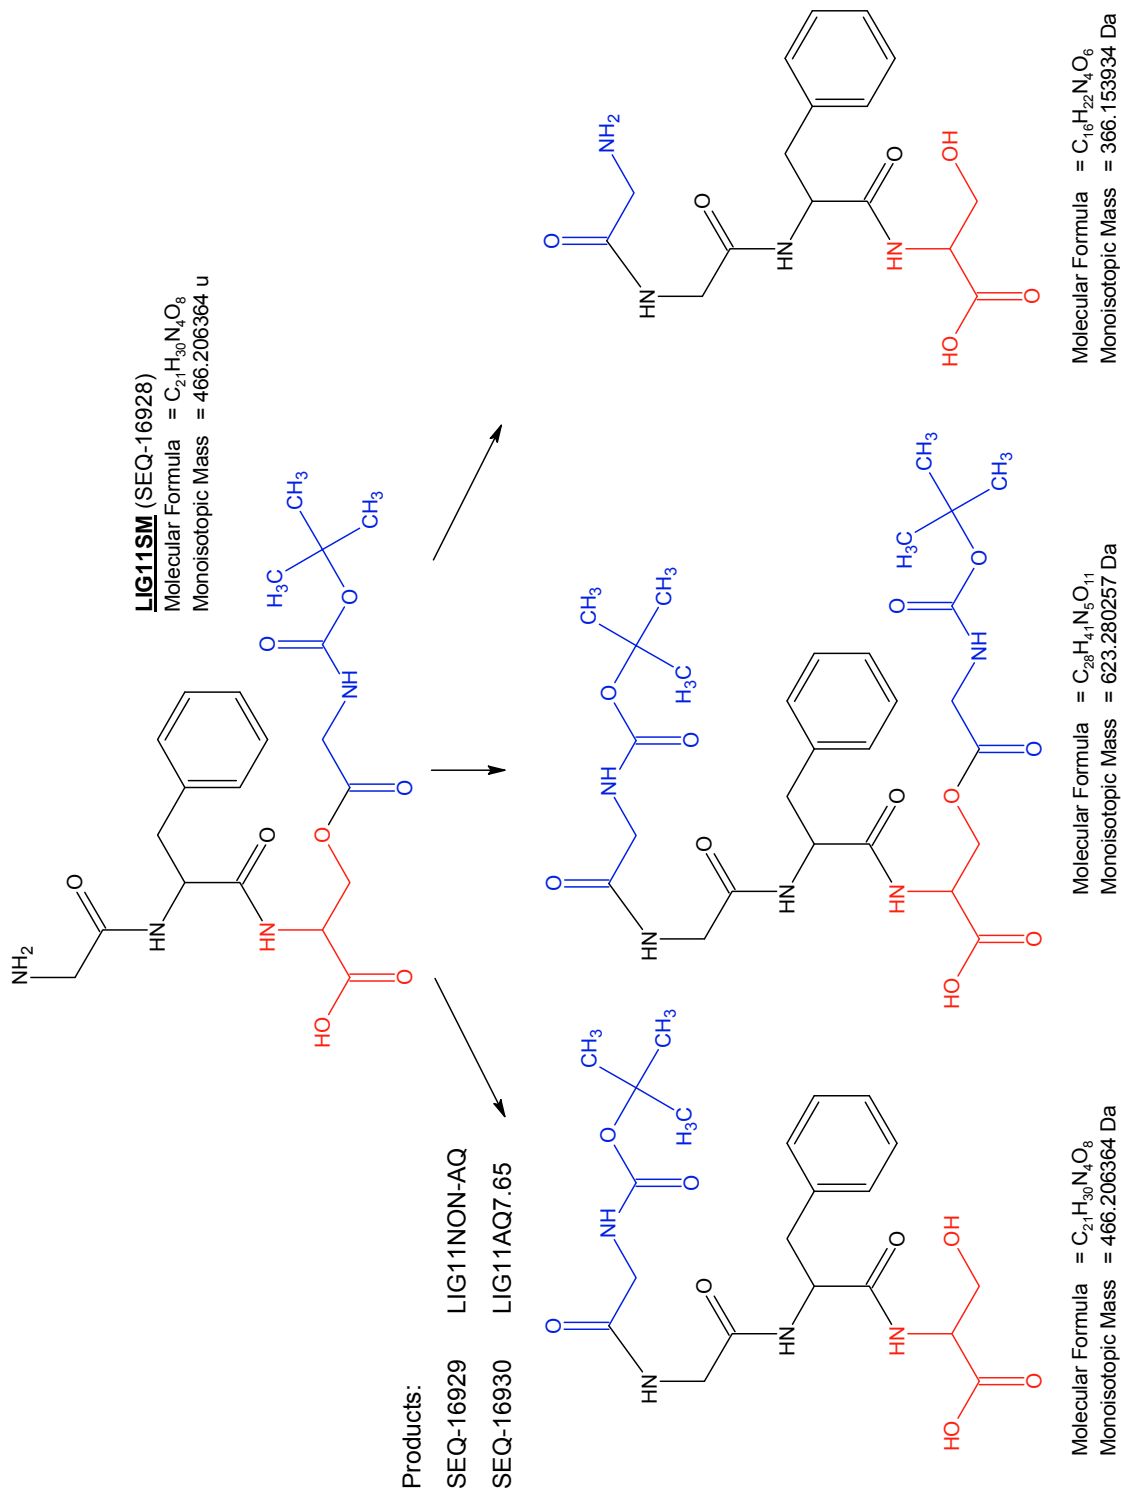 LIG11SM (SEQ-16928)
Molecular Formula = C₂₁H₃₀N₄O₈
Monoisotopic Mass = 466.206364 u
NH₂
O
HN
O
HN
HO
O
O
O
NH
O
O
H₃C
CH₃
CH₃
Products:
SEQ-16929 LIG11NON-AQ
SEQ-16930 LIG11AQ7.65
O
HN
NH
O
O
CH₃
CH₃
H₃C
O
HN
O
HN
HO
O
OH
Molecular Formula = C₂₁H₃₀N₄O₈
Monoisotopic Mass = 466.206364 Da
O
HN
NH
O
O
CH₃
CH₃
H₃C
O
HN
O
HN
HO
O
O
O
NH
O
O
H₃C
CH₃
CH₃
Molecular Formula = C₂₈H₄₁N₅O₁₁
Monoisotopic Mass = 623.280257 Da
O
NH₂
HN
O
HN
O
HN
HO
O
OH
Molecular Formula = C₁₆H₂₂N₄O₆
Monoisotopic Mass = 366.153934 Da